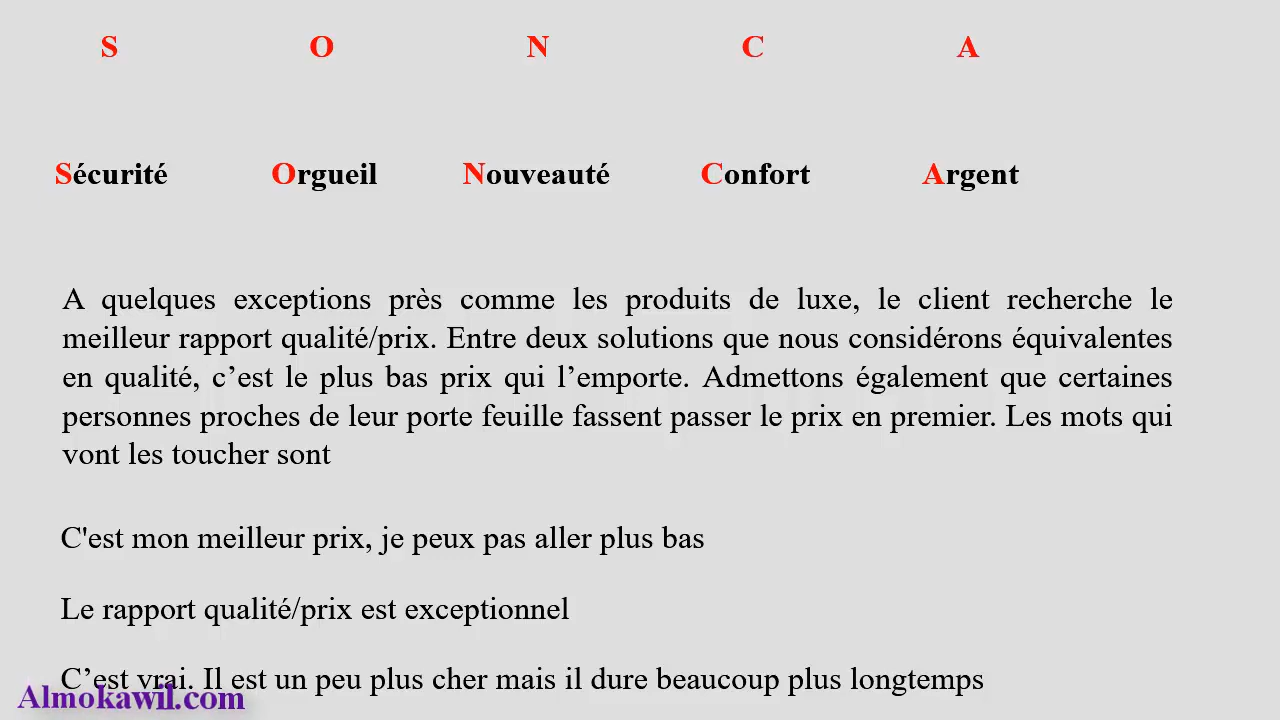 S O N C A
Sécurité Orgueil Nouveauté Confort Argent
A quelques exceptions près comme les produits de luxe, le client recherche le
meilleur rapport qualité/prix. Entre deux solutions que nous considérons équivalentes
en qualité, c’est le plus bas prix qui l’emporte. Admettons également que certaines
personnes proches de leur porte feuille fassent passer le prix en premier. Les mots qui
vont les toucher sont
C'est mon meilleur prix, je peux pas aller plus bas
Le rapport qualité/prix est exceptionnel
C’est vrai. Il est un peu plus cher mais il dure beaucoup plus longtemps
Almokawil.com